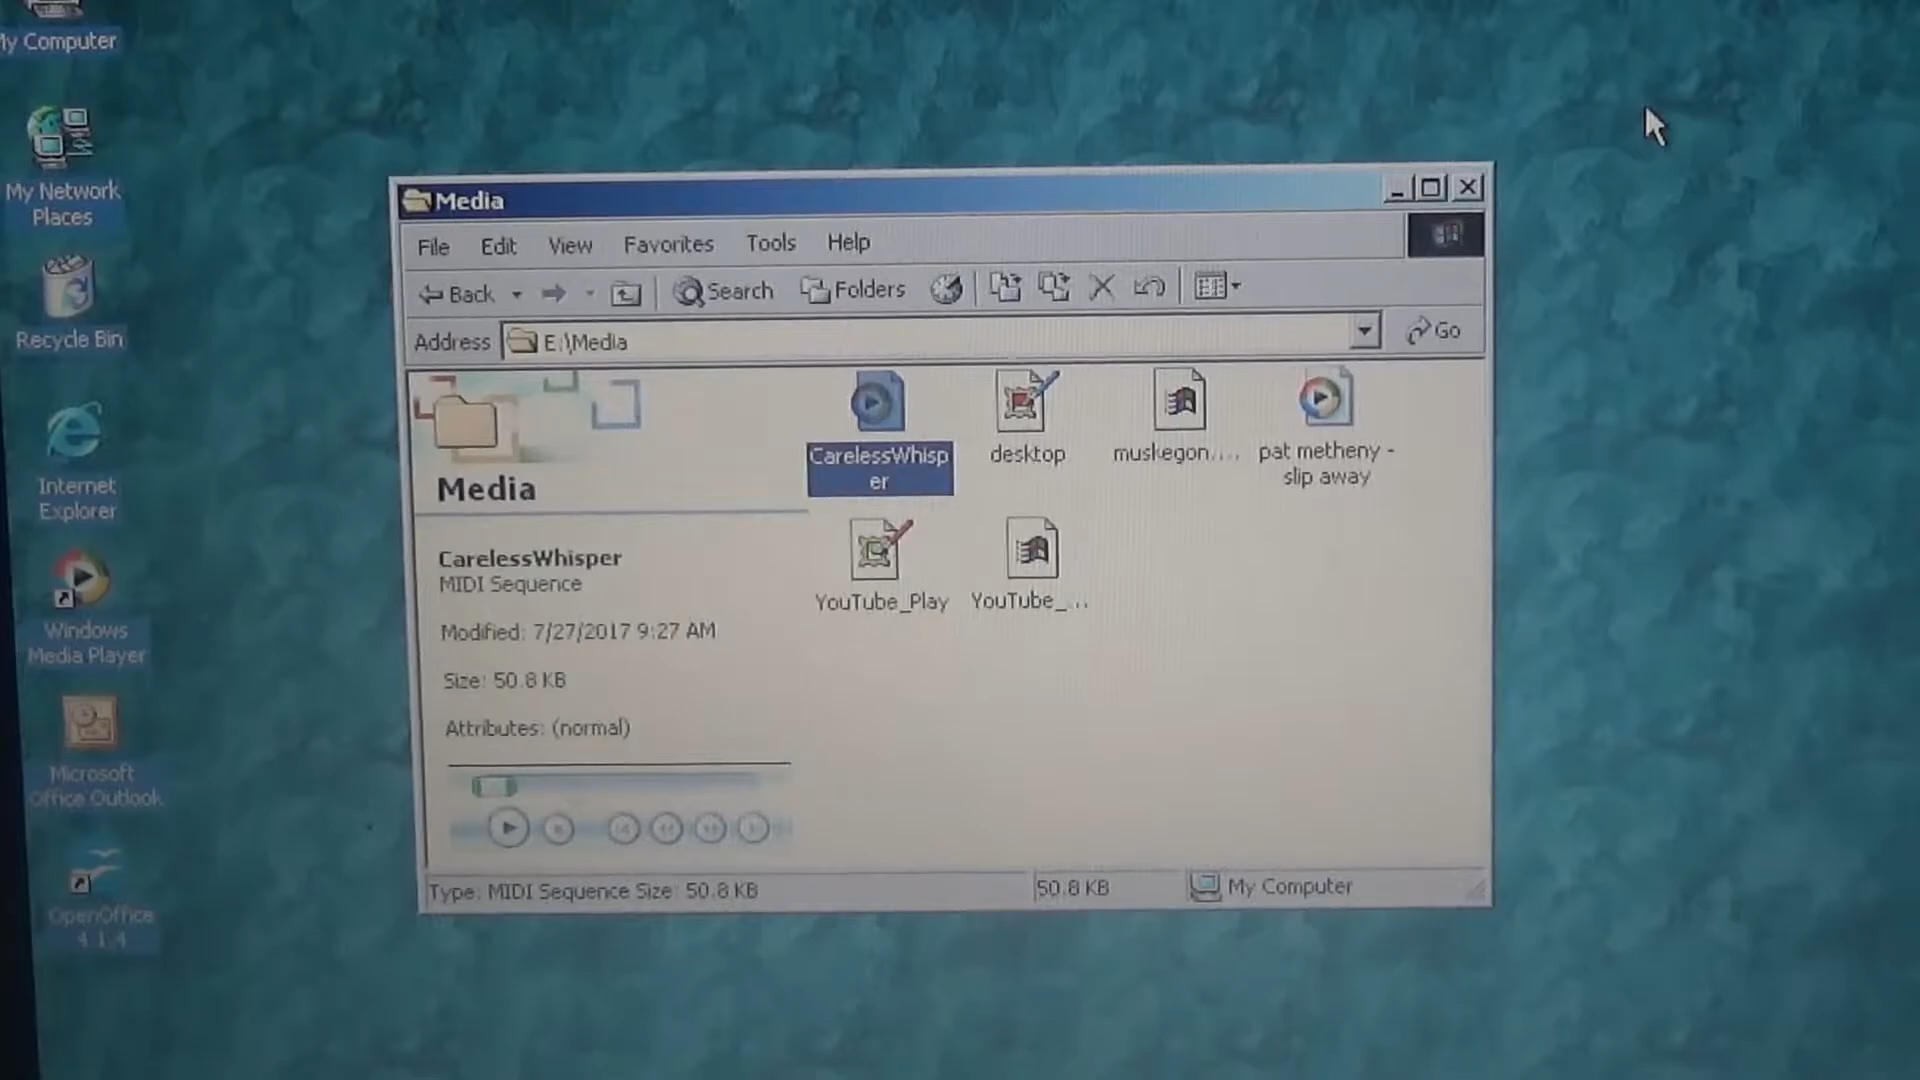 My Computer
My Network
Places
Recycle Bin
Internet
Explorer
Windows
Media Player
Microsoft
Office Outlook
OpenOffice
4.1.4
Media
File Edit View Favorites Tools Help
Back Search Folders
Address E:\Media Go
Media
CarelessWhisper
MIDI Sequence
Modified: 7/27/2017 9:27 AM
Size: 50.8 KB
Attributes: (normal)
CarelessWhisp
er
desktop
muskegon....
pat metheny -
slip away
YouTube_Play
YouTube_...
Type: MIDI Sequence Size: 50.8 KB 50.8 KB My Computer